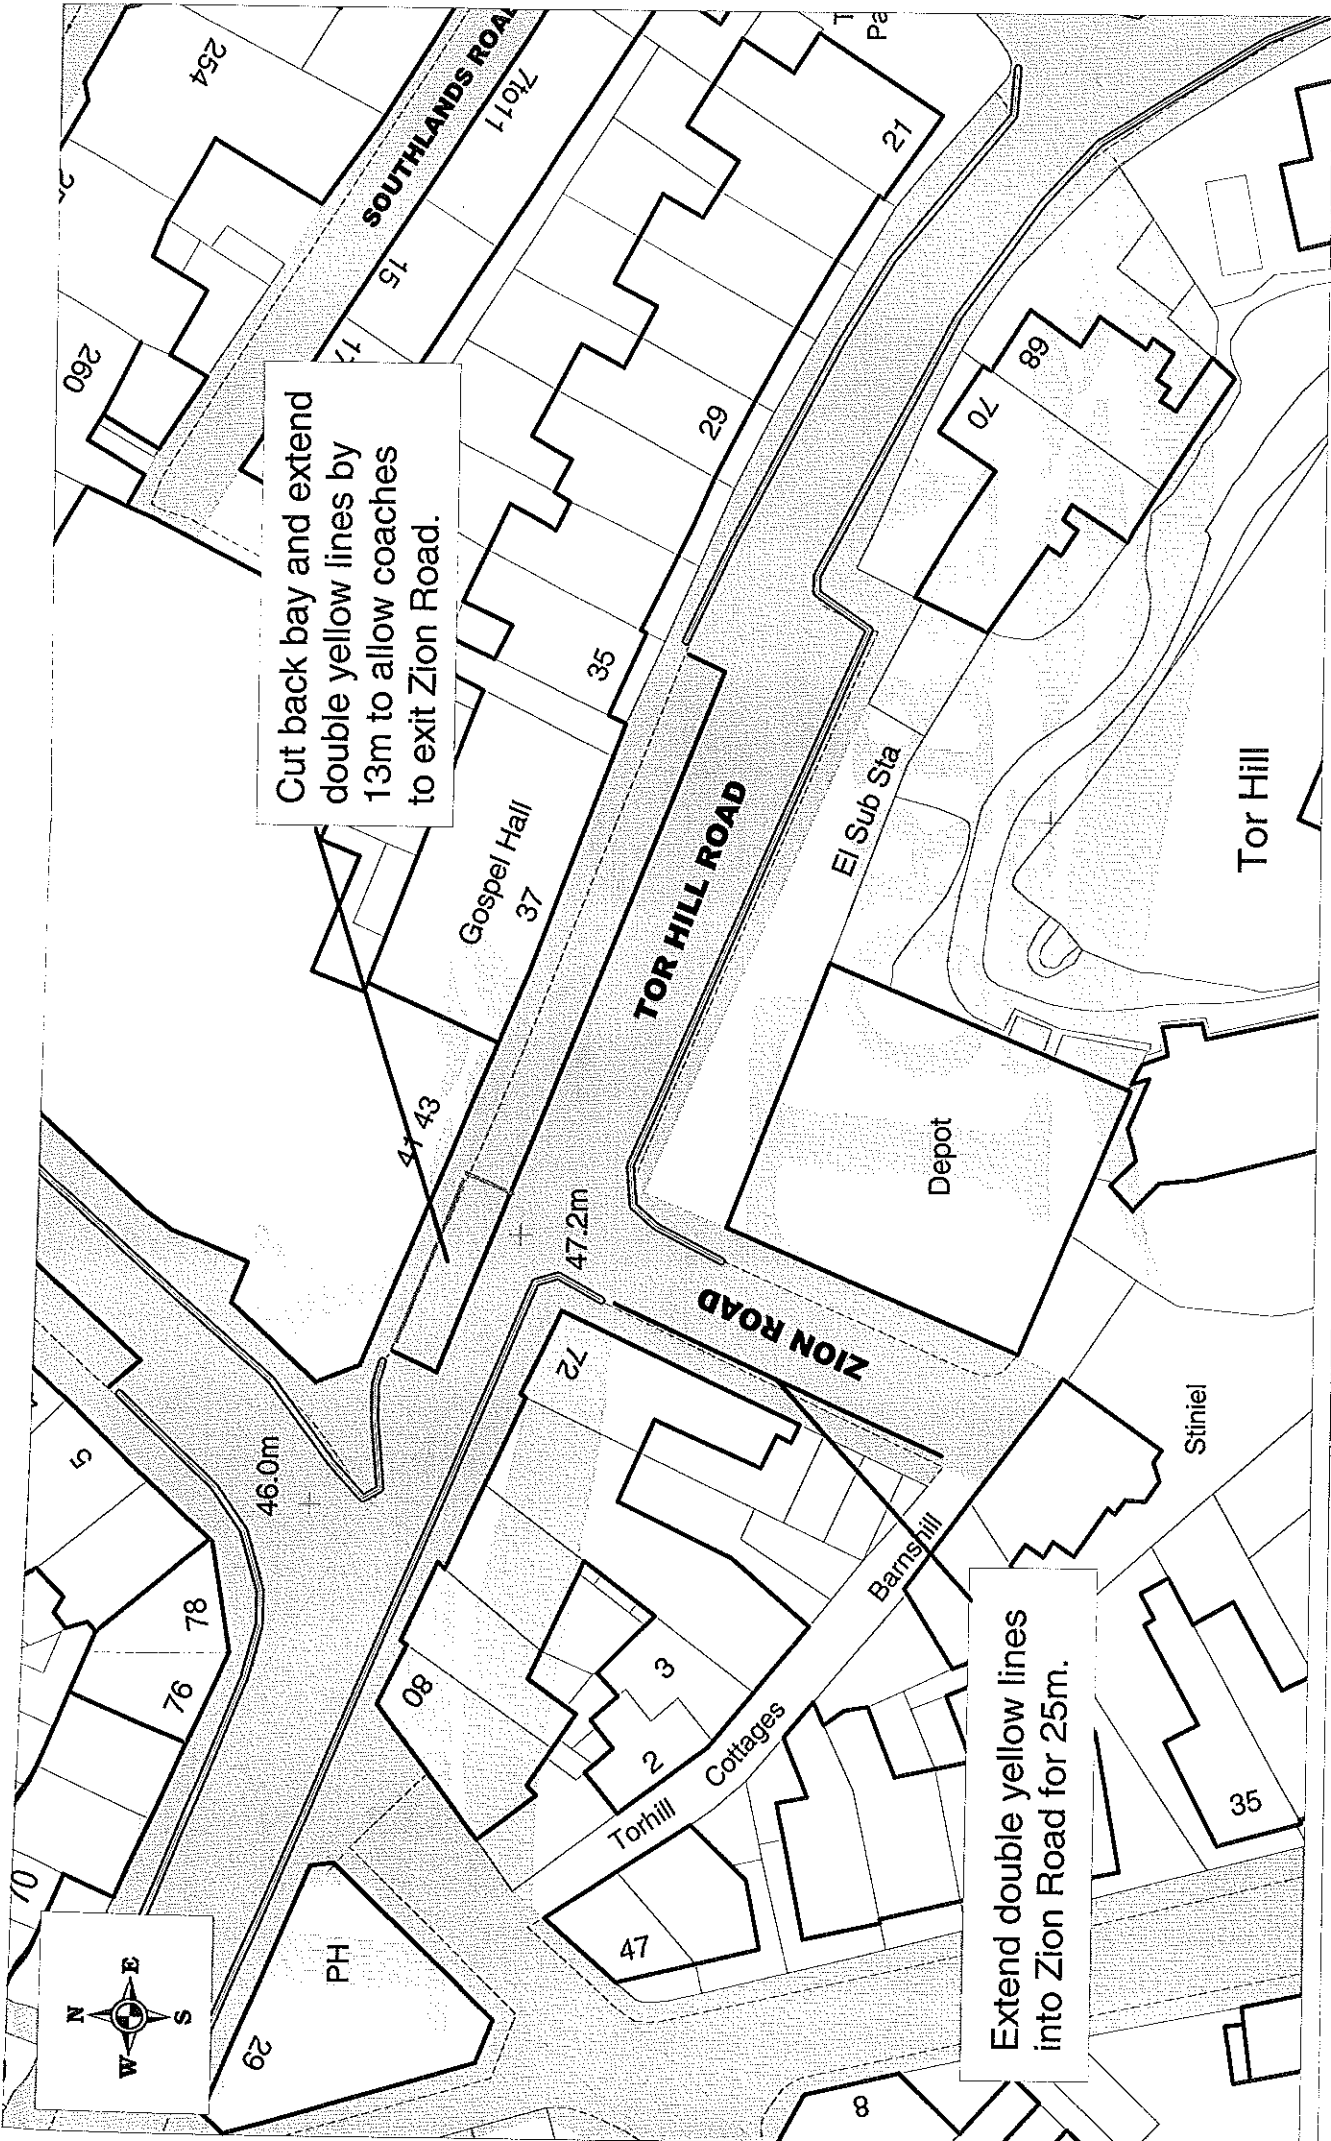 N
W E
S
70
76
78
5
46.0m
29
PH
80
72
47.2m
41 43
Gospel Hall
37
35
29
21
260
254
SOUTHLANDS ROAD
7to11
15
17
Cut back bay and extend
double yellow lines by
13m to allow coaches
to exit Zion Road.
TOR HILL ROAD
ZION ROAD
El Sub Sta
Depot
70
68
Tor Hill
Stiniel
Barnshill
Torhill
Cottages
2
3
47
8
35
Extend double yellow lines
into Zion Road for 25m.